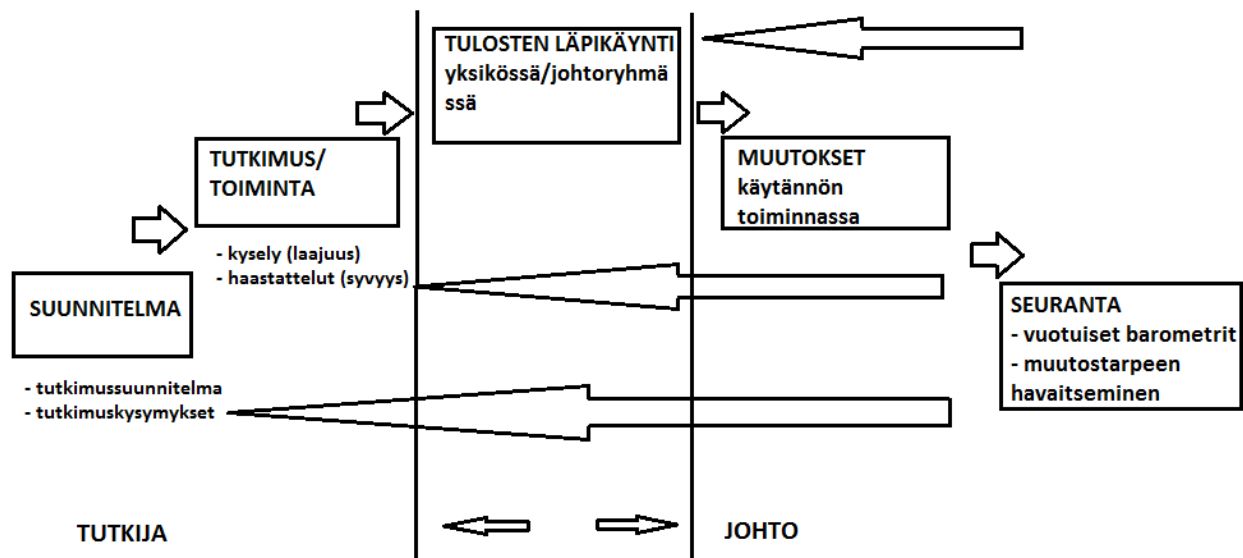 TULOSTEN LÄPIKÄYNTI
yksikössä/johtoryhmä
ssä
TUTKIMUS/
TOIMINTA
- kysely (laajuus)
- haastattelut (syvyys)
SUUNNITELMA
- tutkimussuunnitelma
- tutkimuskysymykset
MUUTOKSET
käytännön
toiminnassa
SEURANTA
- vuotuiset barometrit
- muutostarpeen
havaitseminen
TUTKIJA
JOHTO